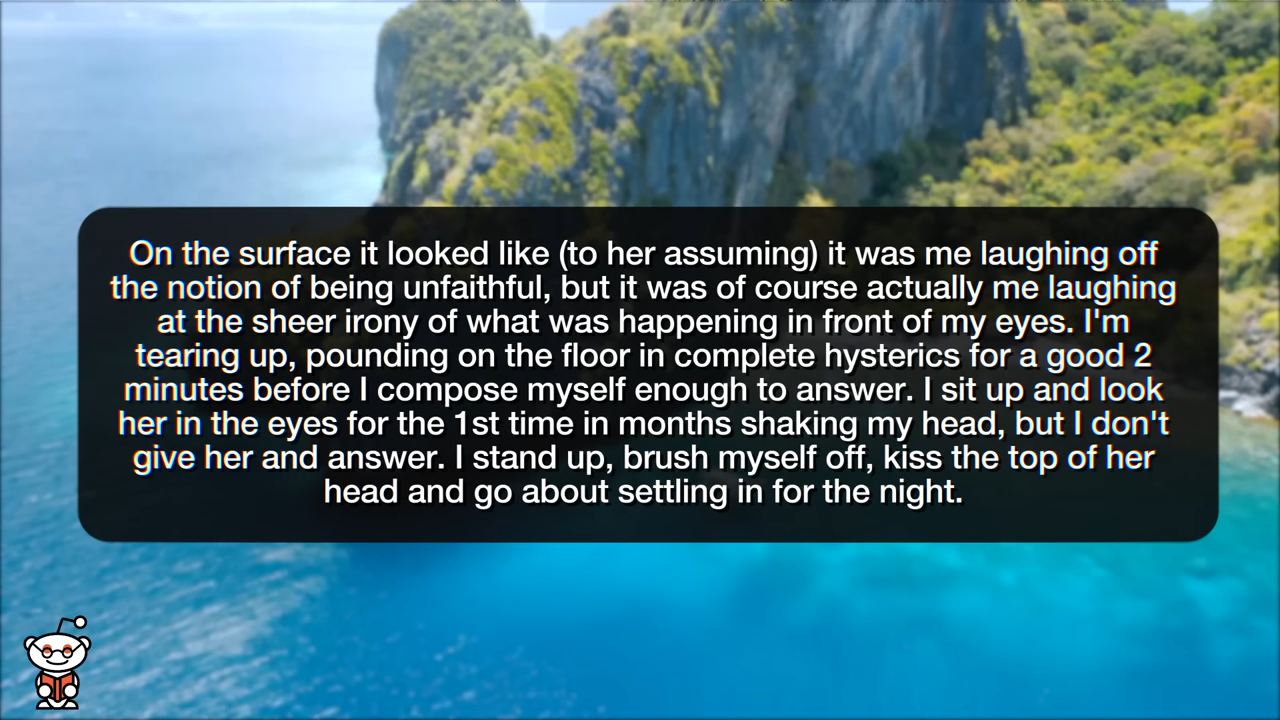 On the surface it looked like (to her assuming) it was me laughing off
the notion of being unfaithful, but it was of course actually me laughing
at the sheer irony of what was happening in front of my eyes. I'm
tearing up, pounding on the floor in complete hysterics for a good 2
minutes before I compose myself enough to answer. I sit up and look
her in the eyes for the 1st time in months shaking my head, but I don't
give her and answer. I stand up, brush myself off, kiss the top of her
head and go about settling in for the night.